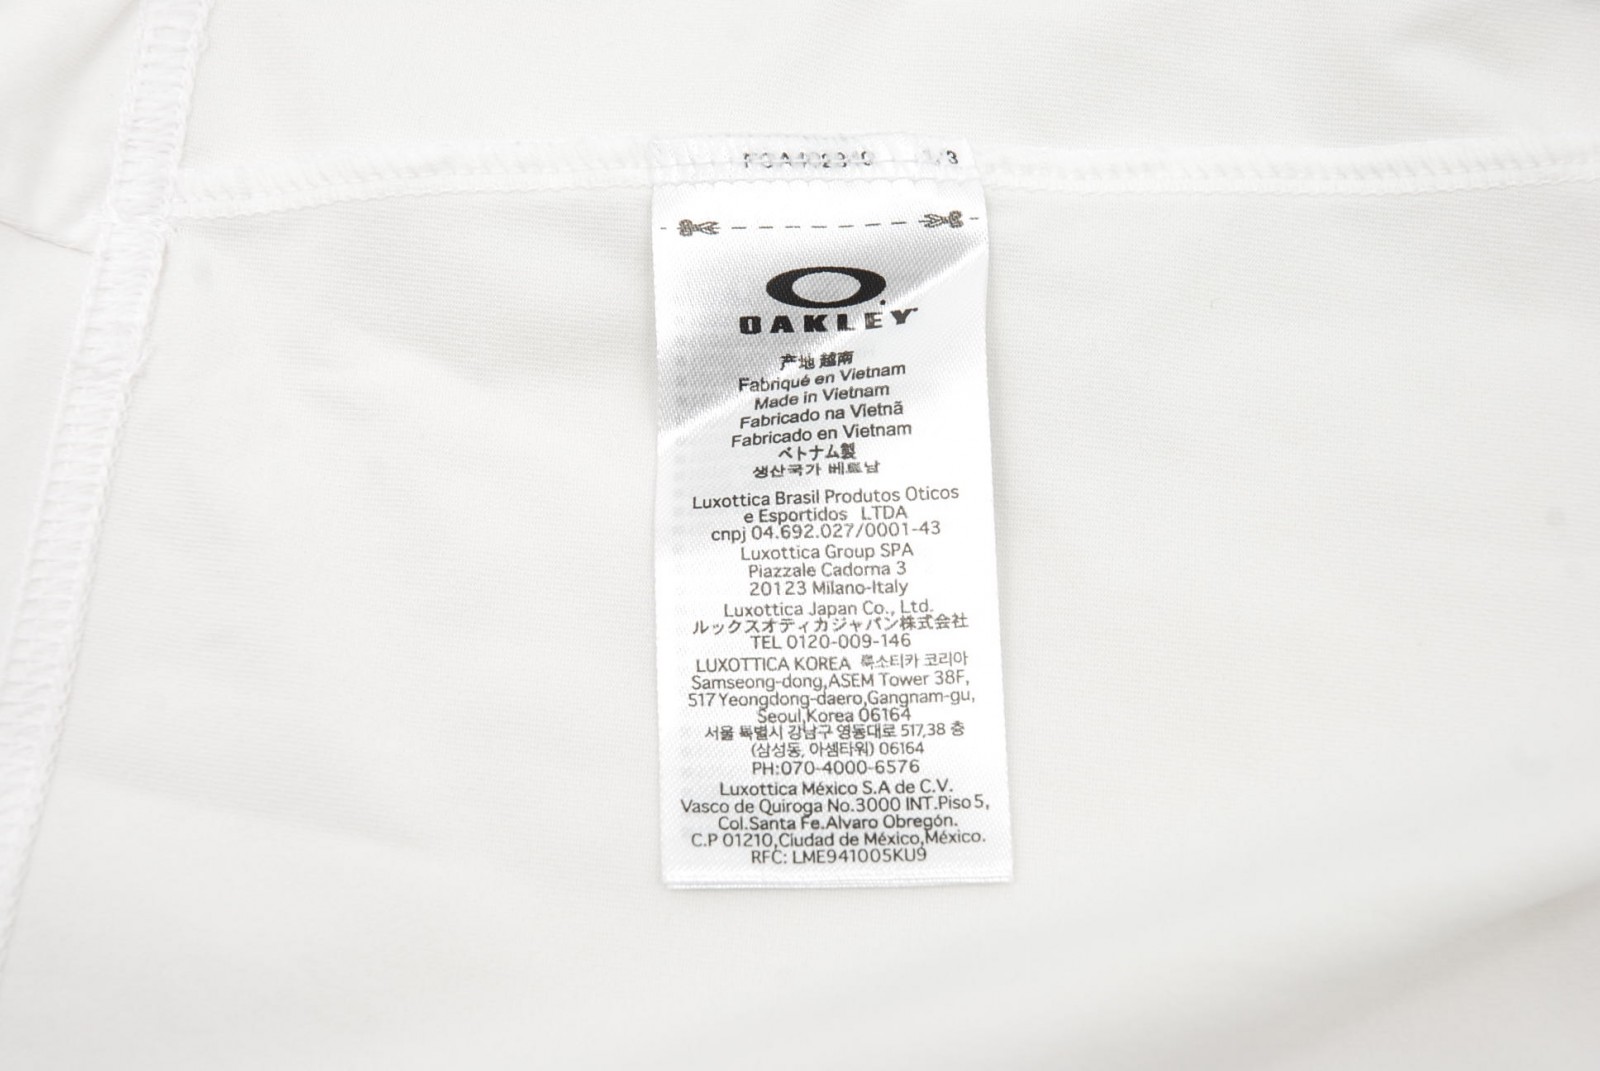 FOA402949 1/3
OAKLEY
产地 越南
Fabriqué en Vietnam
Made in Vietnam
Fabricado na Vietnã
Fabricado en Vietnam
ベトナム製
생산국가 베트남
Luxottica Brasil Produtos Oticos
e Esportidos LTDA
cnpj 04.692.027/0001-43
Luxottica Group SPA
Piazzale Cadorna 3
20123 Milano-Italy
Luxottica Japan Co., Ltd.
ルックスオティカジャパン株式会社
TEL 0120-009-146
LUXOTTICA KOREA 룩소티카 코리아
Samseong-dong,ASEM Tower 38F,
517 Yeongdong-daero,Gangnam-gu,
Seoul,Korea 06164
서울 특별시 강남구 영동대로 517,38 층
(삼성동, 아셈타워) 06164
PH:070-4000-6576
Luxottica México S.A de C.V.
Vasco de Quiroga No.3000 INT.Piso 5,
Col.Santa Fe.Alvaro Obregón.
C.P 01210,Ciudad de México,México.
RFC: LME941005KU9